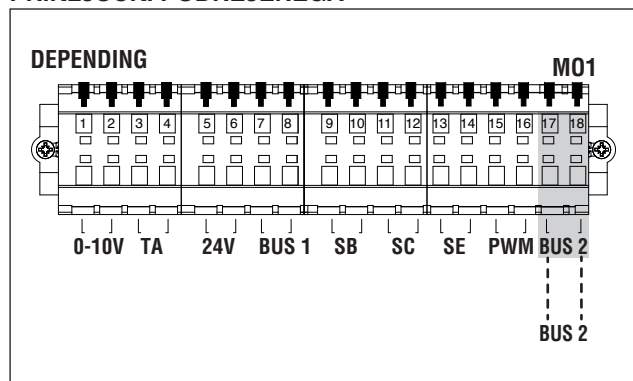 DEPENDING
MO1
1 2 3 4 5 6 7 8 9 10 11 12 13 14 15 16 17 18
0-10V TA 24V BUS 1 SB SC SE PWM BUS 2
BUS 2